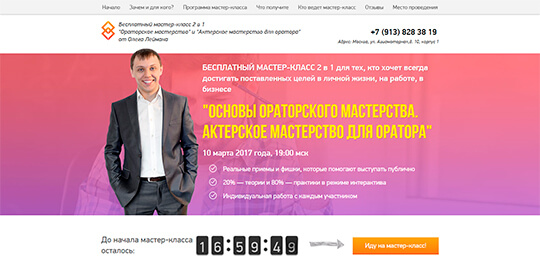 Начало
Зачем и для кого?
Программа мастер-класса
Что получите
Кто ведет мастер-класс
Отзывы
Место проведения
Бесплатный мастер-класс 2 в 1
"Ораторское мастерство" и "Актерское мастерство для оратора"
от Олега Леймана
+7 (913) 828 38 19
Адрес: Москва, ул. Авиамоторная, д. 10, корпус 1
БЕСПЛАТНЫЙ МАСТЕР-КЛАСС 2 в 1 для тех, кто хочет всегда
достигать поставленных целей в личной жизни, на работе, в
бизнесе
"ОСНОВЫ ОРАТОРСКОГО МАСТЕРСТВА.
АКТЕРСКОЕ МАСТЕРСТВО ДЛЯ ОРАТОРА"
10 марта 2017 года, 19:00 мск
Реальные приемы и фишки, которые помогают выступать публично
20% — теории и 80% — практики в режиме интерактива
Индивидуальная работа с каждым участником
До начала мастер-класса
осталось:
16:59:49
Иду на мастер-класс!